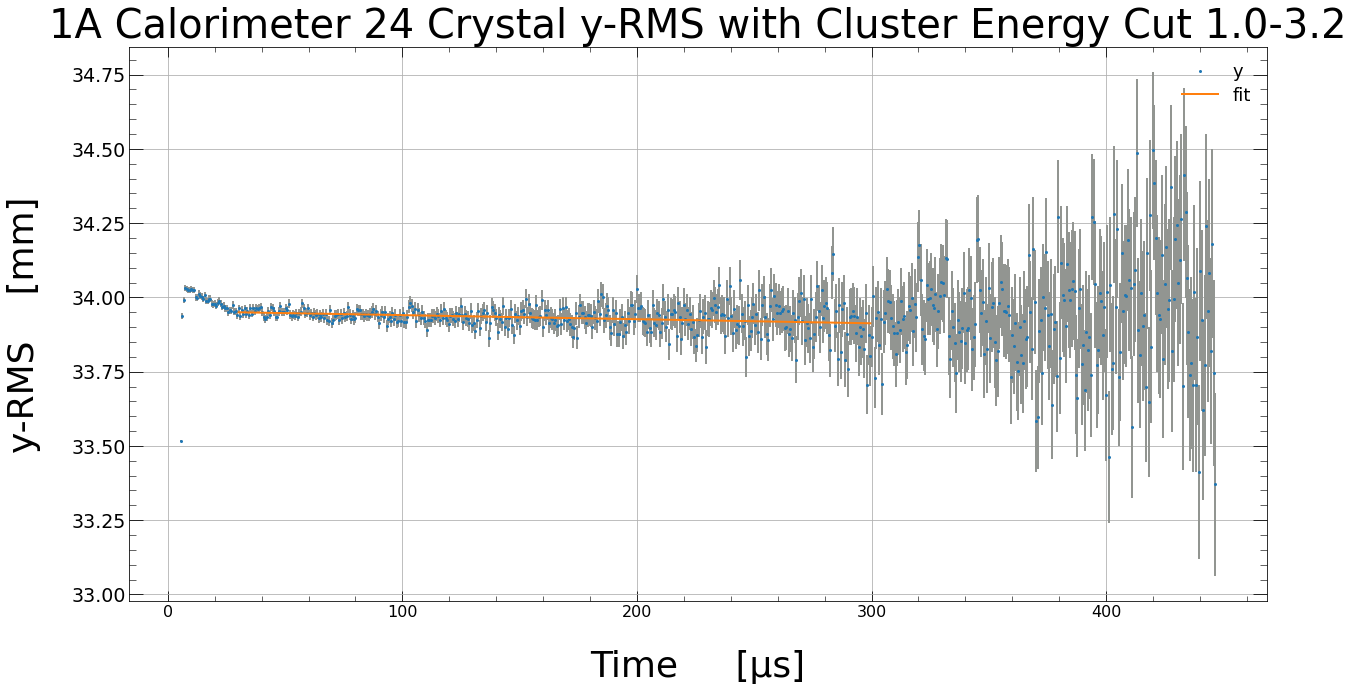 1A Calorimeter 24 Crystal y-RMS with Cluster Energy Cut 1.0-3.2
y
fit
34.75
34.50
34.25
34.00
33.75
33.50
33.25
33.00
y-RMS [mm]
0 100 200 300 400
Time [μs]